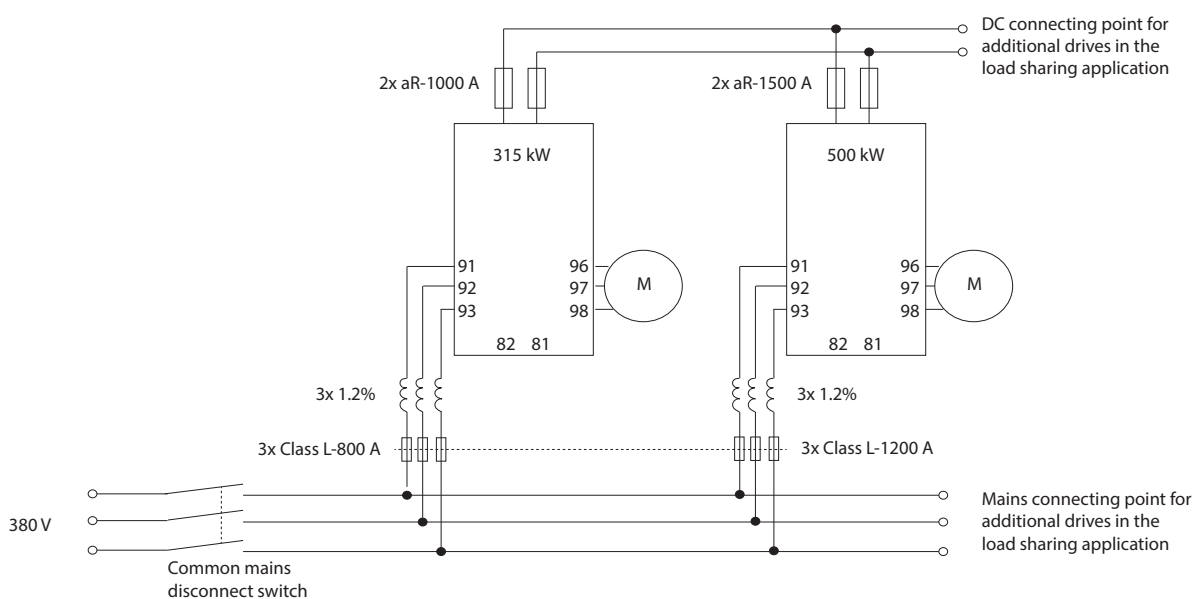 DC connecting point for
additional drives in the
load sharing application
2x aR-1000 A
2x aR-1500 A
315 kW
500 kW
91
92
93
96
97
98
M
82 81
91
92
93
96
97
98
M
82 81
3x 1.2%
3x 1.2%
3x Class L-800 A
3x Class L-1200 A
380 V
Common mains
disconnect switch
Mains connecting point for
additional drives in the
load sharing application